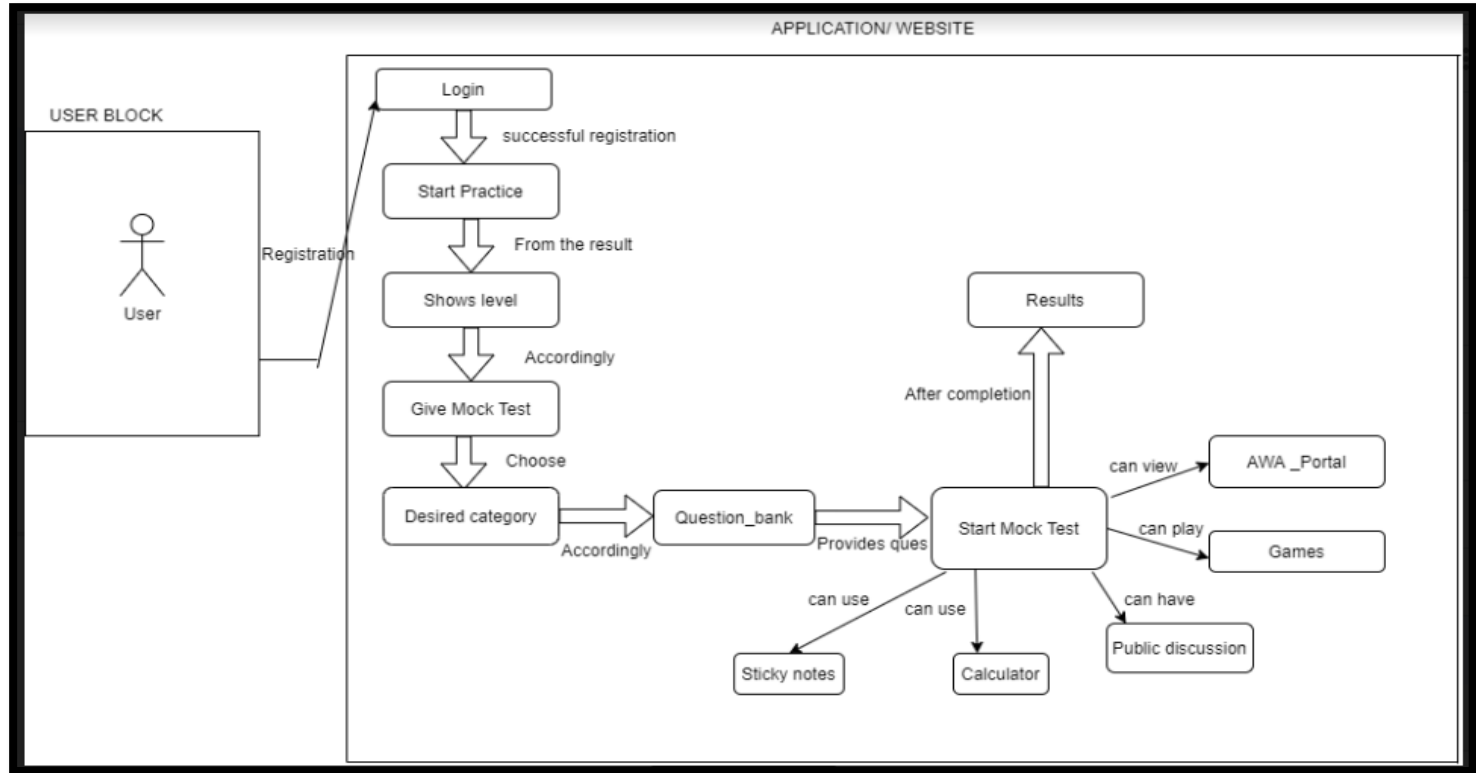 APPLICATION/ WEBSITE
USER BLOCK
User
Registration
Login
successful registration
Start Practice
From the result
Shows level
Accordingly
Give Mock Test
Choose
Desired category
Accordingly
Question_bank
Provides ques
Start Mock Test
After completion
Results
can view
AWA _Portal
can play
Games
can have
Public discussion
can use
Calculator
can use
Sticky notes